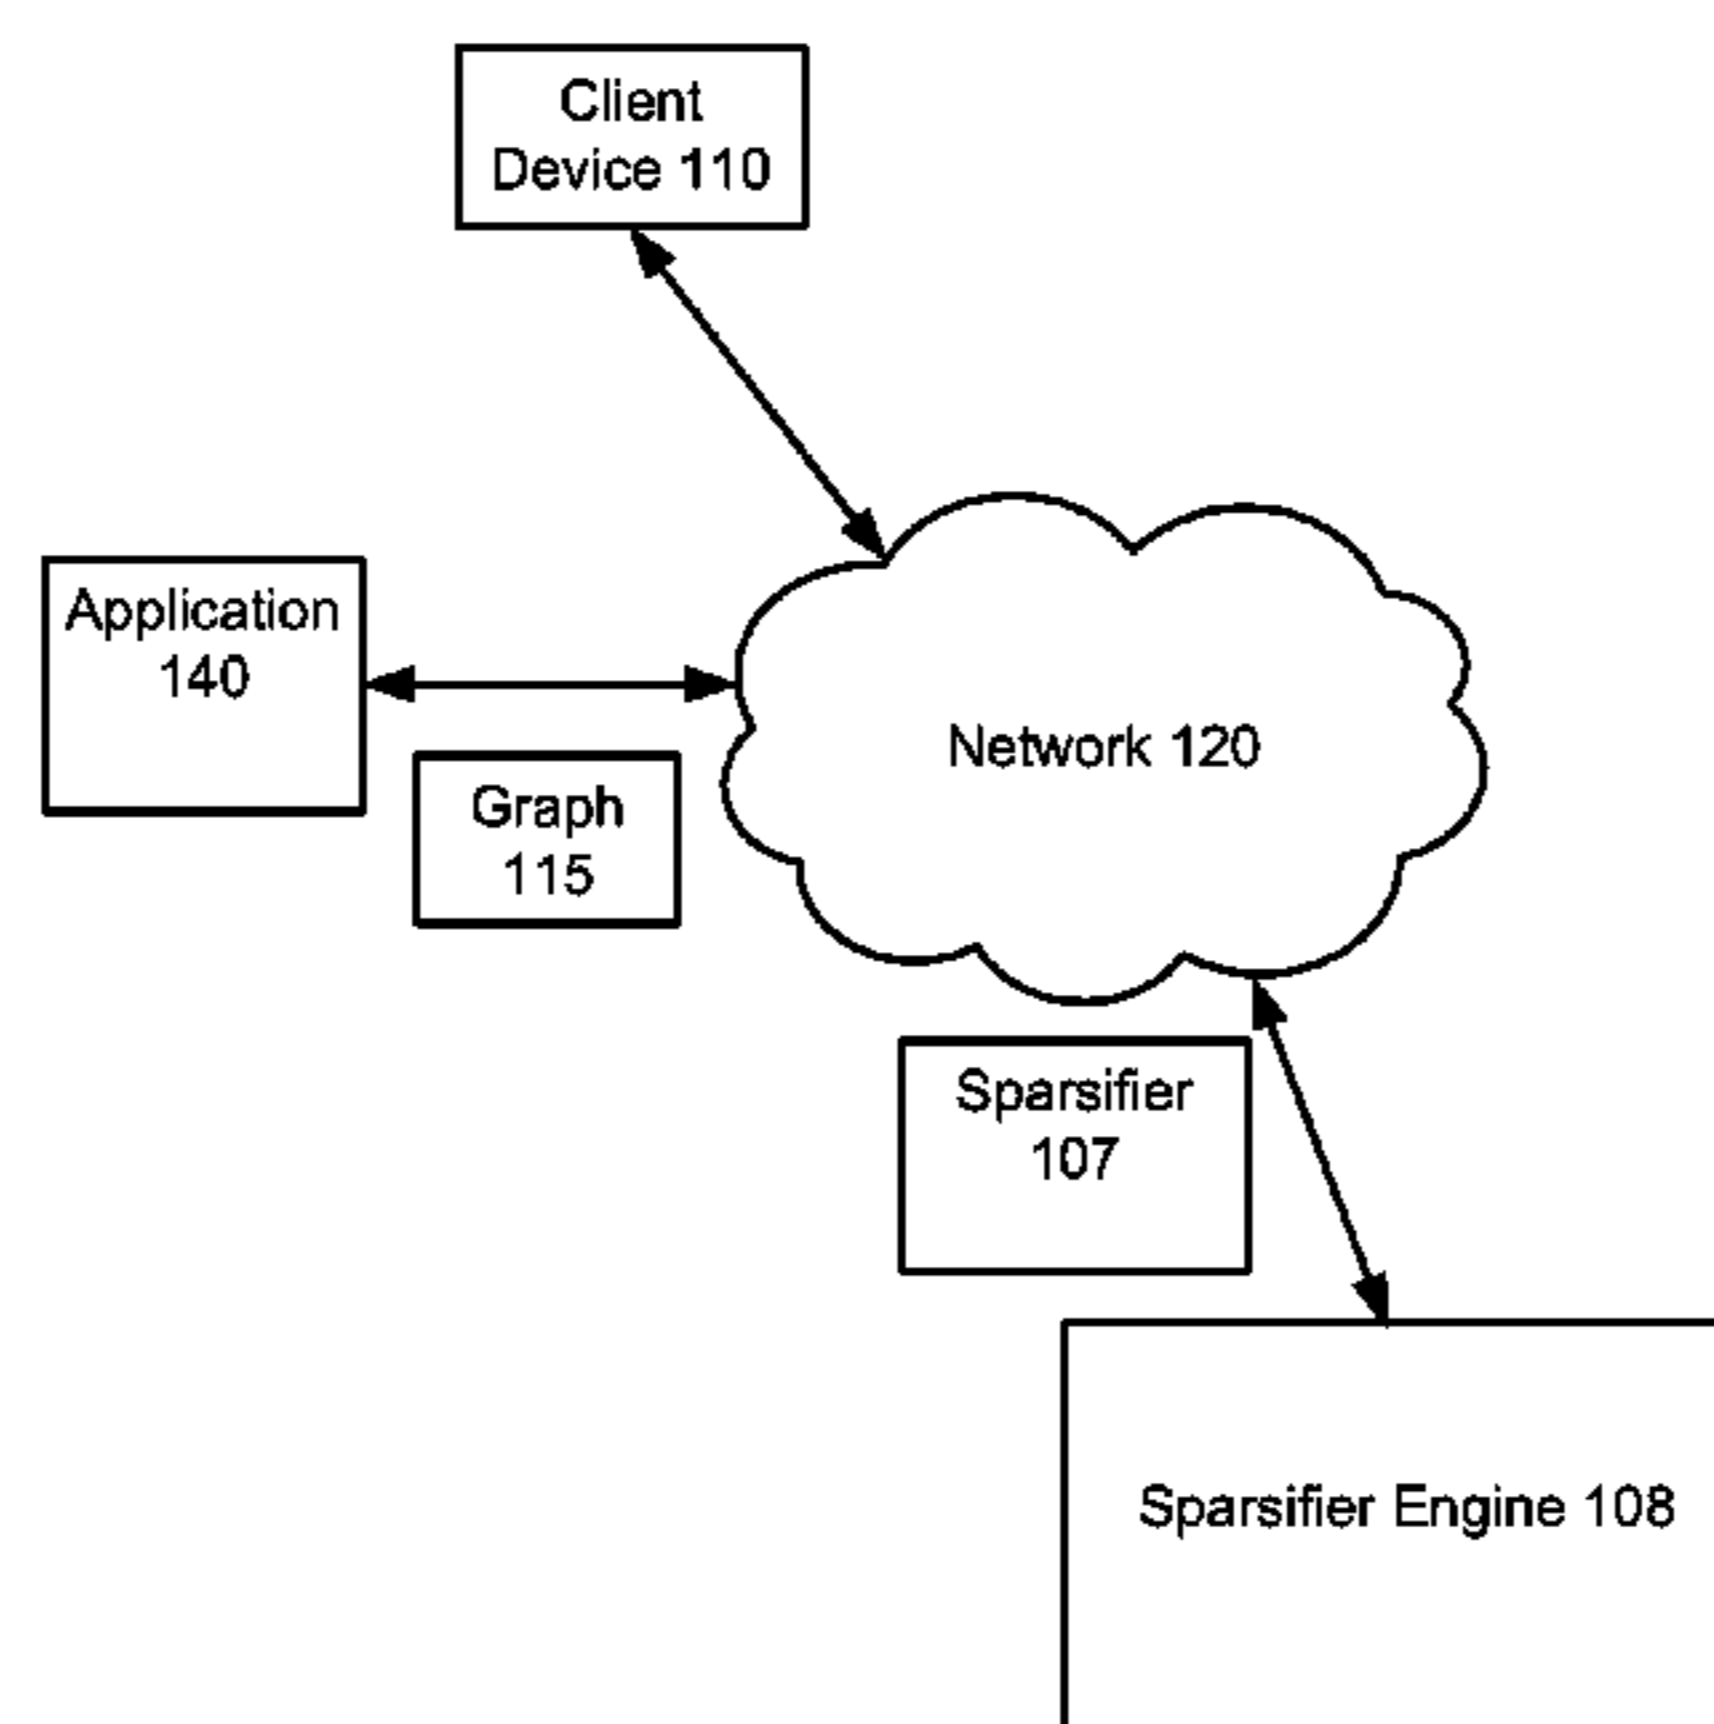 Client
Device 110
Application
140
Network 120
Graph
115
Sparsifier
107
Sparsifier Engine 108